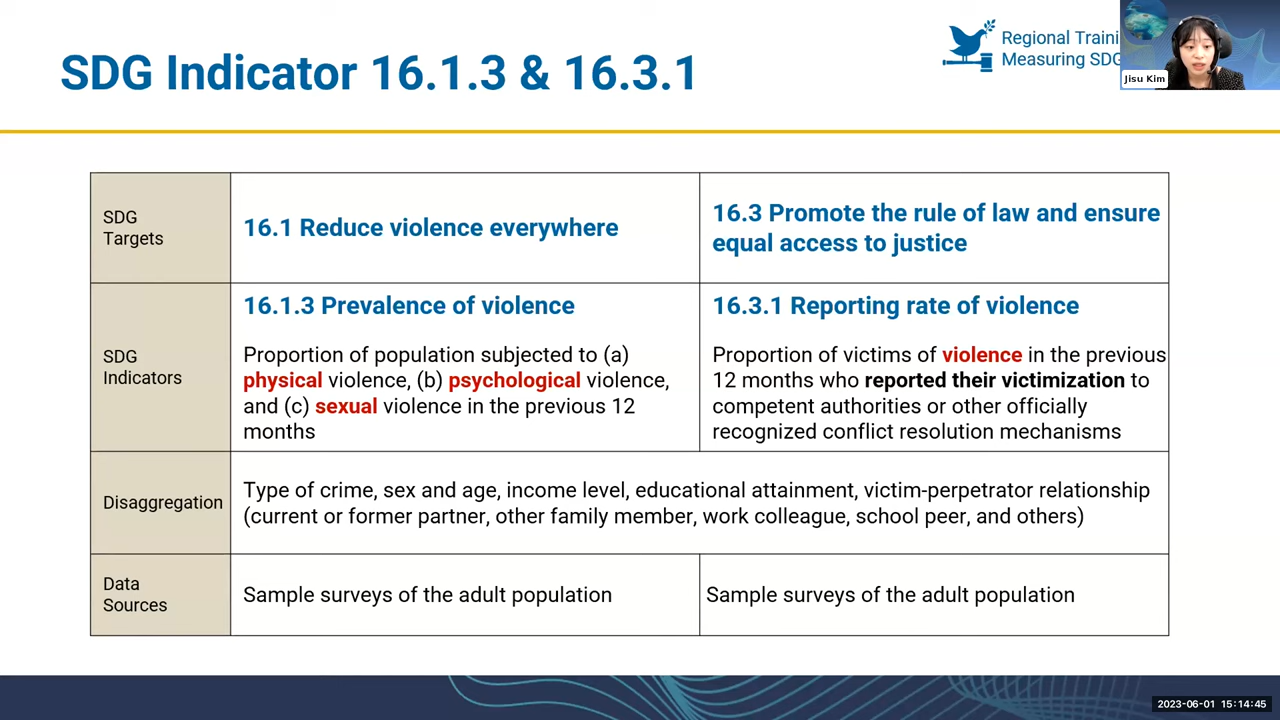 SDG Indicator 16.1.3 & 16.3.1
Regional Traini
Measuring SDG
Jisu Kim
SDG
Targets
16.1 Reduce violence everywhere
16.3 Promote the rule of law and ensure
equal access to justice
SDG
Indicators
16.1.3 Prevalence of violence
Proportion of population subjected to (a)
physical violence, (b) psychological violence,
and (c) sexual violence in the previous 12
months
16.3.1 Reporting rate of violence
Proportion of victims of violence in the previous
12 months who reported their victimization to
competent authorities or other officially
recognized conflict resolution mechanisms
Disaggregation
Type of crime, sex and age, income level, educational attainment, victim-perpetrator relationship
(current or former partner, other family member, work colleague, school peer, and others)
Data
Sources
Sample surveys of the adult population
Sample surveys of the adult population
2023-06-01 15:14:45